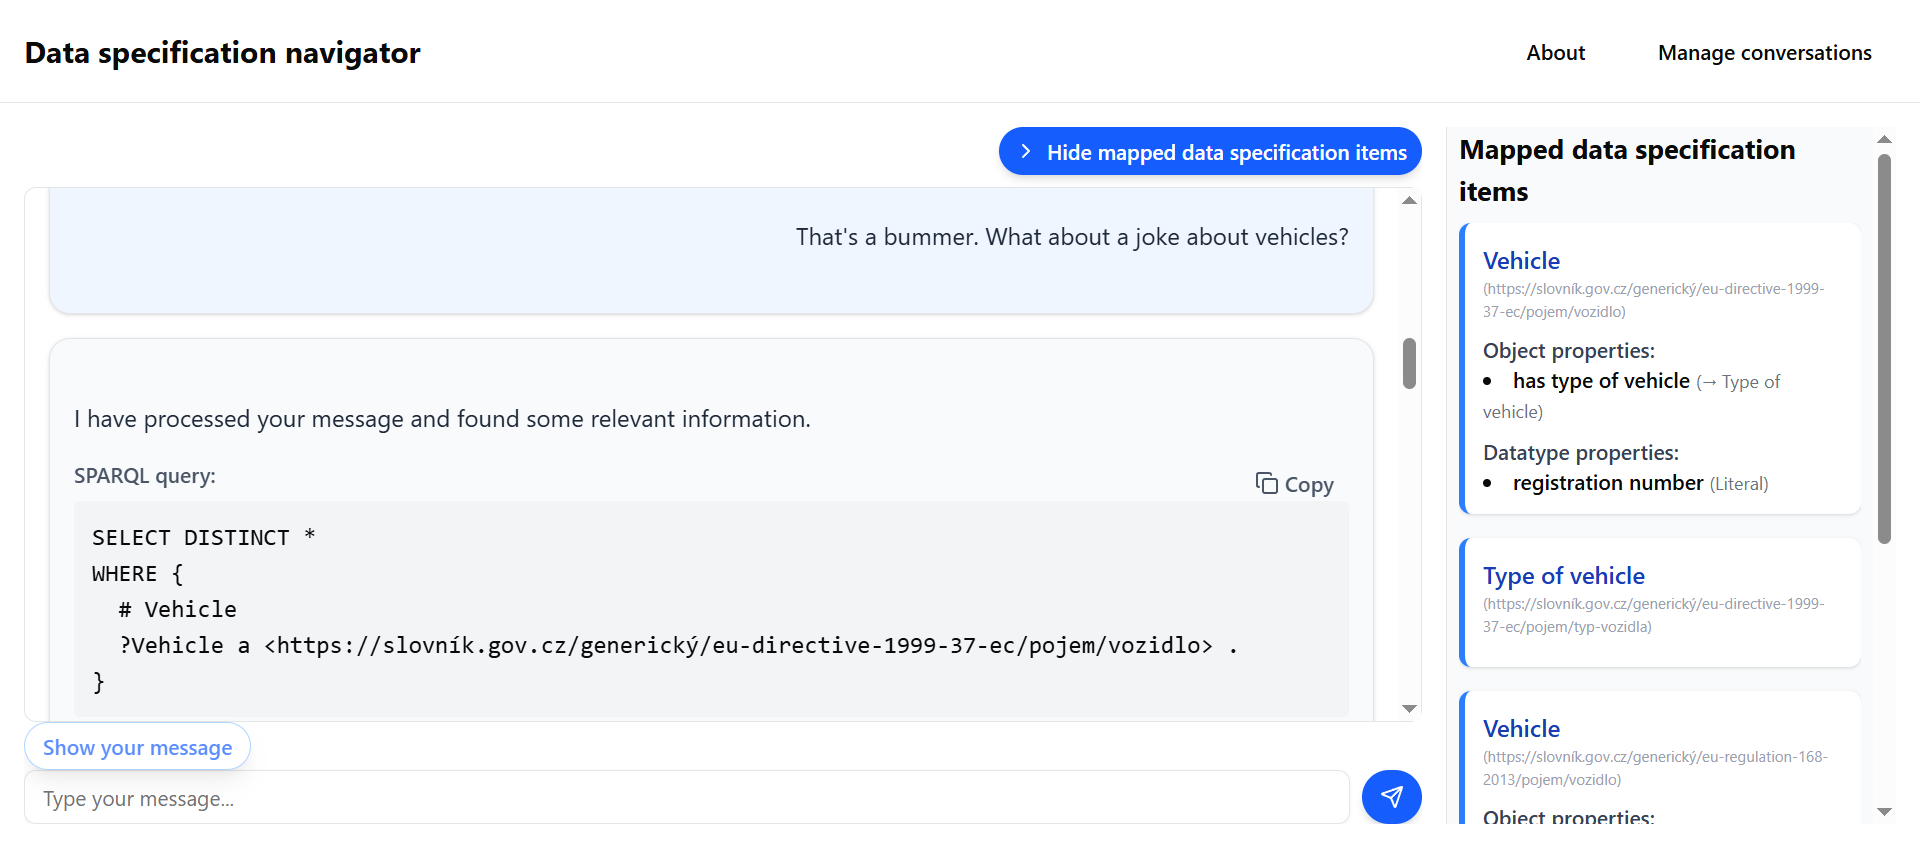 Data specification navigator
About
Manage conversations
Hide mapped data specification items
That's a bummer. What about a joke about vehicles?
I have processed your message and found some relevant information.
SPARQL query:
Copy
SELECT DISTINCT *
WHERE {
  # Vehicle
  ?Vehicle a <https://slovník.gov.cz/generický/eu-directive-1999-37-ec/pojem/vozidlo> .
}
Show your message
Type your message...
Mapped data specification
items
Vehicle
(https://slovník.gov.cz/generický/eu-directive-1999-
37-ec/pojem/vozidlo)
Object properties:
• has type of vehicle (→ Type of
vehicle)
Datatype properties:
• registration number (Literal)
Type of vehicle
(https://slovník.gov.cz/generický/eu-directive-1999-
37-ec/pojem/typ-vozidla)
Vehicle
(https://slovník.gov.cz/generický/eu-regulation-168-
2013/pojem/vozidlo)
Object properties: